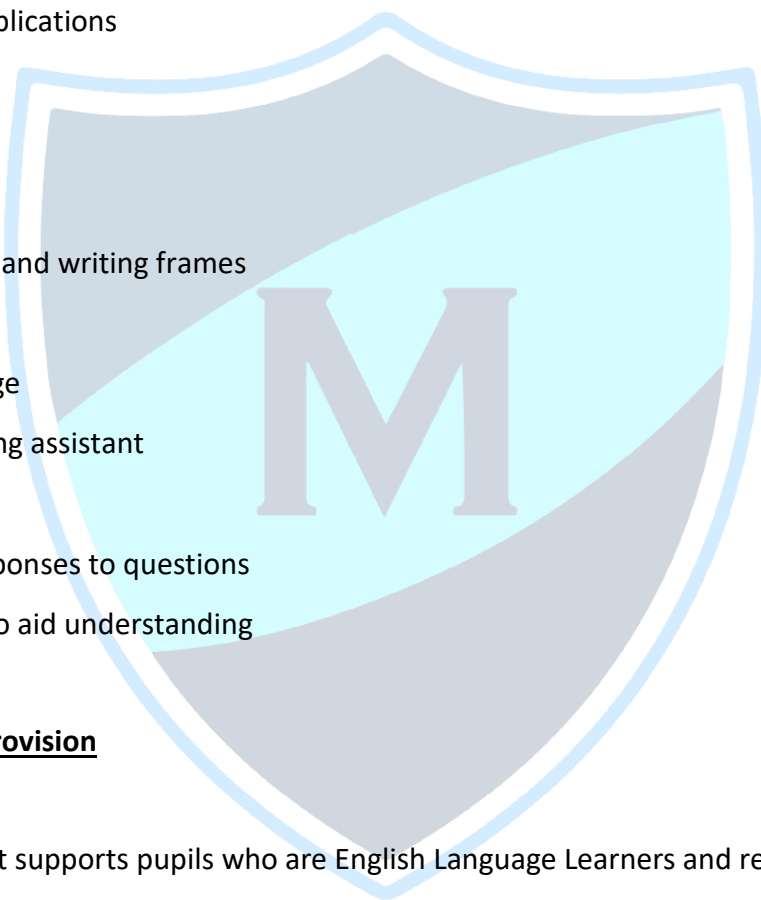 plications
and writing frames
ge
ng assistant
ponses to questions
o aid understanding
rovision
t supports pupils who are English Language Learners and re
M